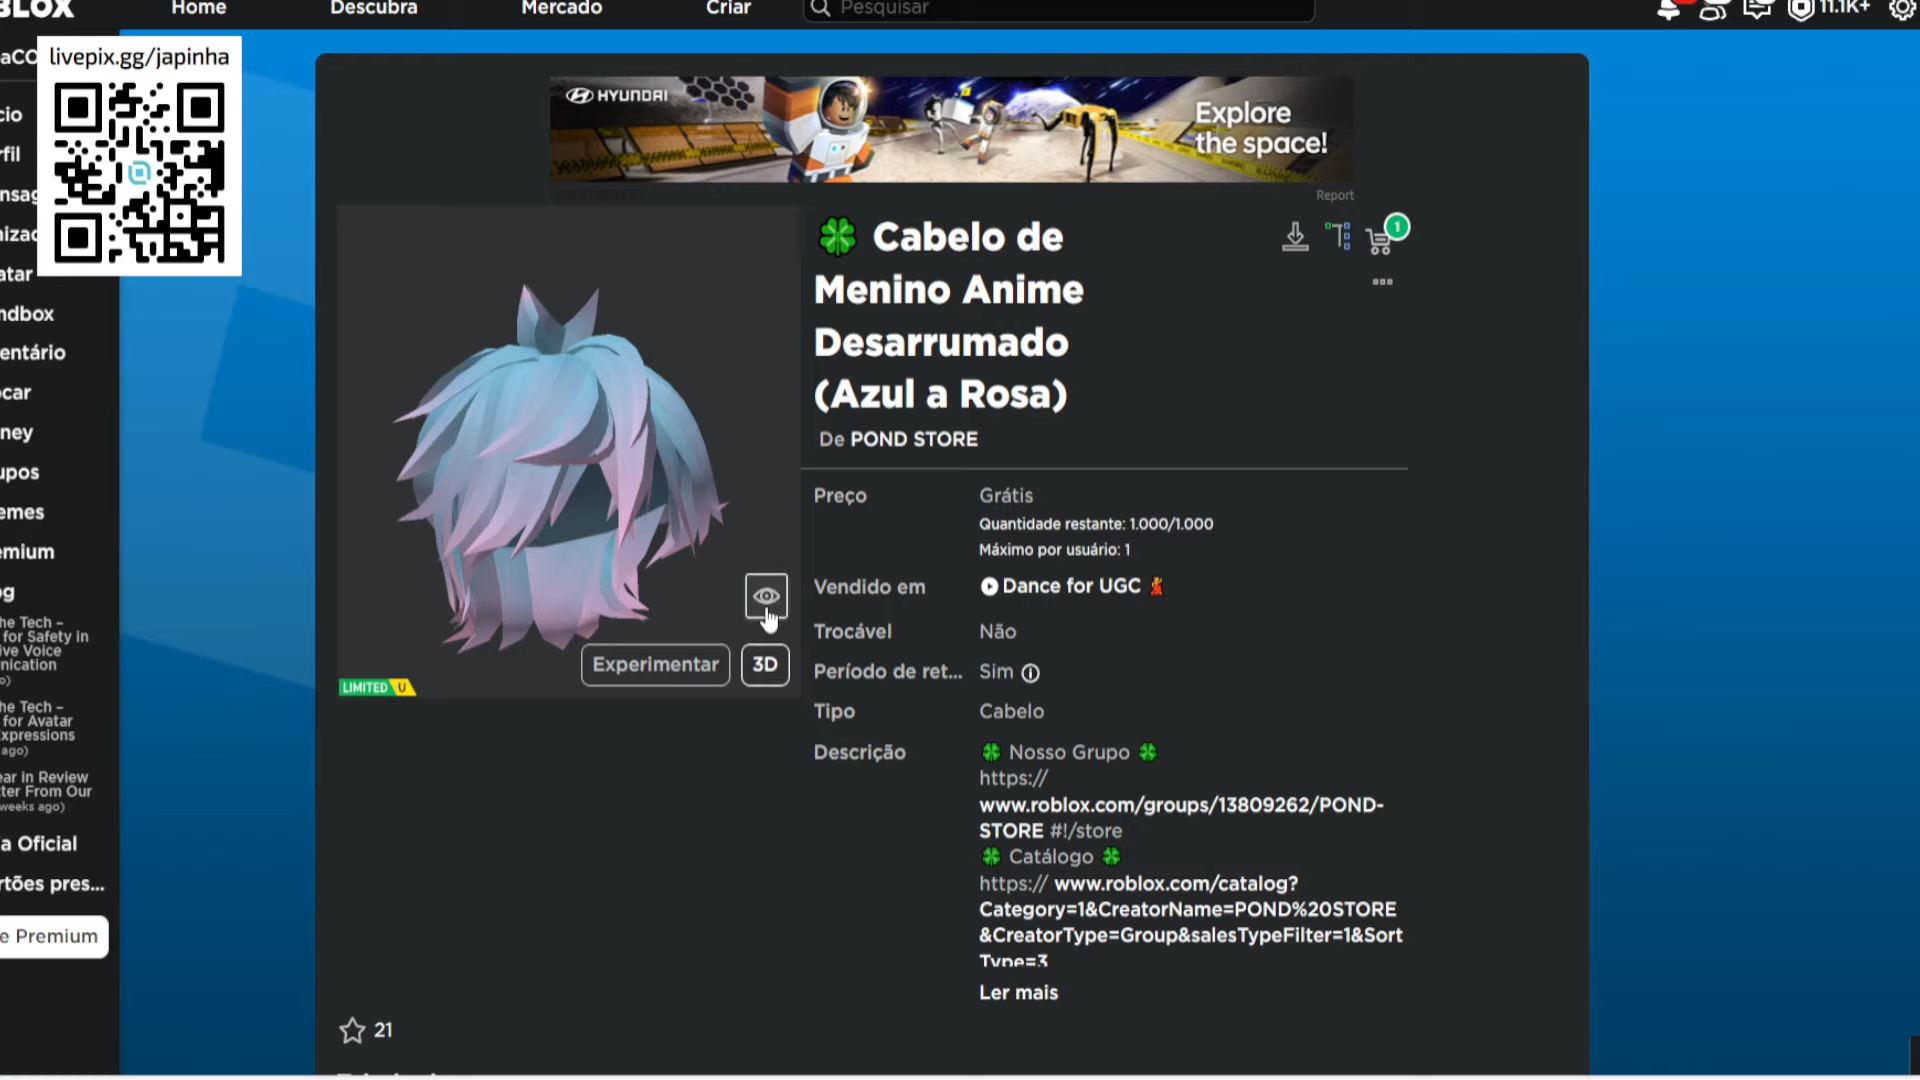 BLOX
Home
Descubra
Mercado
Criar
Pesquisar
11.1K+
livepix.gg/japinha
HYUNDAI
Explore
the space!
Report
🍀 Cabelo de
Menino Anime
Desarrumado
(Azul a Rosa)
De POND STORE
1
Preço
Grátis
Quantidade restante: 1.000/1.000
Máximo por usuário: 1
Vendido em
Dance for UGC 💃
Trocável
Não
Período de ret...
Sim
Tipo
Cabelo
Descrição
🍀 Nosso Grupo 🍀
https://
www.roblox.com/groups/13809262/POND-
STORE #!/store
🍀 Catálogo 🍀
https:// www.roblox.com/catalog?
Category=1&CreatorName=POND%20STORE
&CreatorType=Group&salesTypeFilter=1&Sort
Type=3
Ler mais
Experimentar
3D
LIMITED U
21
aCO
cio
rfil
nsag
nizac
atar
ndbox
entário
ocar
ney
upos
emes
emium
og
he Tech –
for Safety in
ive Voice
nication
o)
he Tech –
for Avatar
xpressions
ago)
ear in Review
tter From Our
weeks ago)
a Oficial
rtões pres...
e Premium